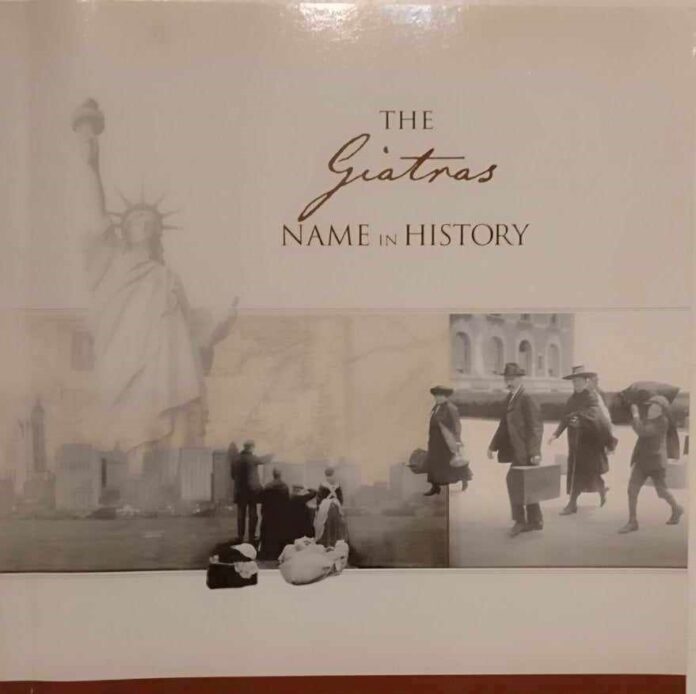 THE
Giatras
NAME IN HISTORY